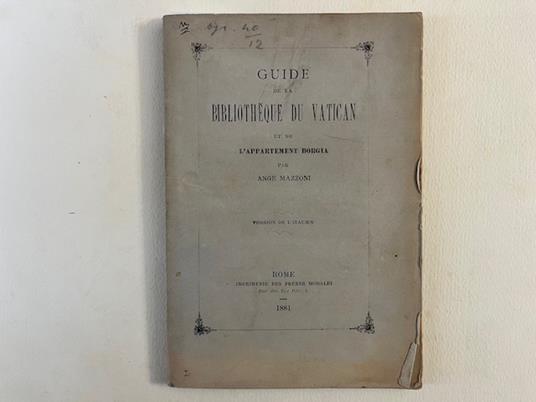 GUIDE
DE LA
BIBLIOTHÈQUE DU VATICAN
ET DE
L'APPARTEMENT BORGIA
PAR
ANGE MAZZONI
VERSION DE L'ITALIEN
ROME
IMPRIMERIE DES FRÈRES MONALDI
1881